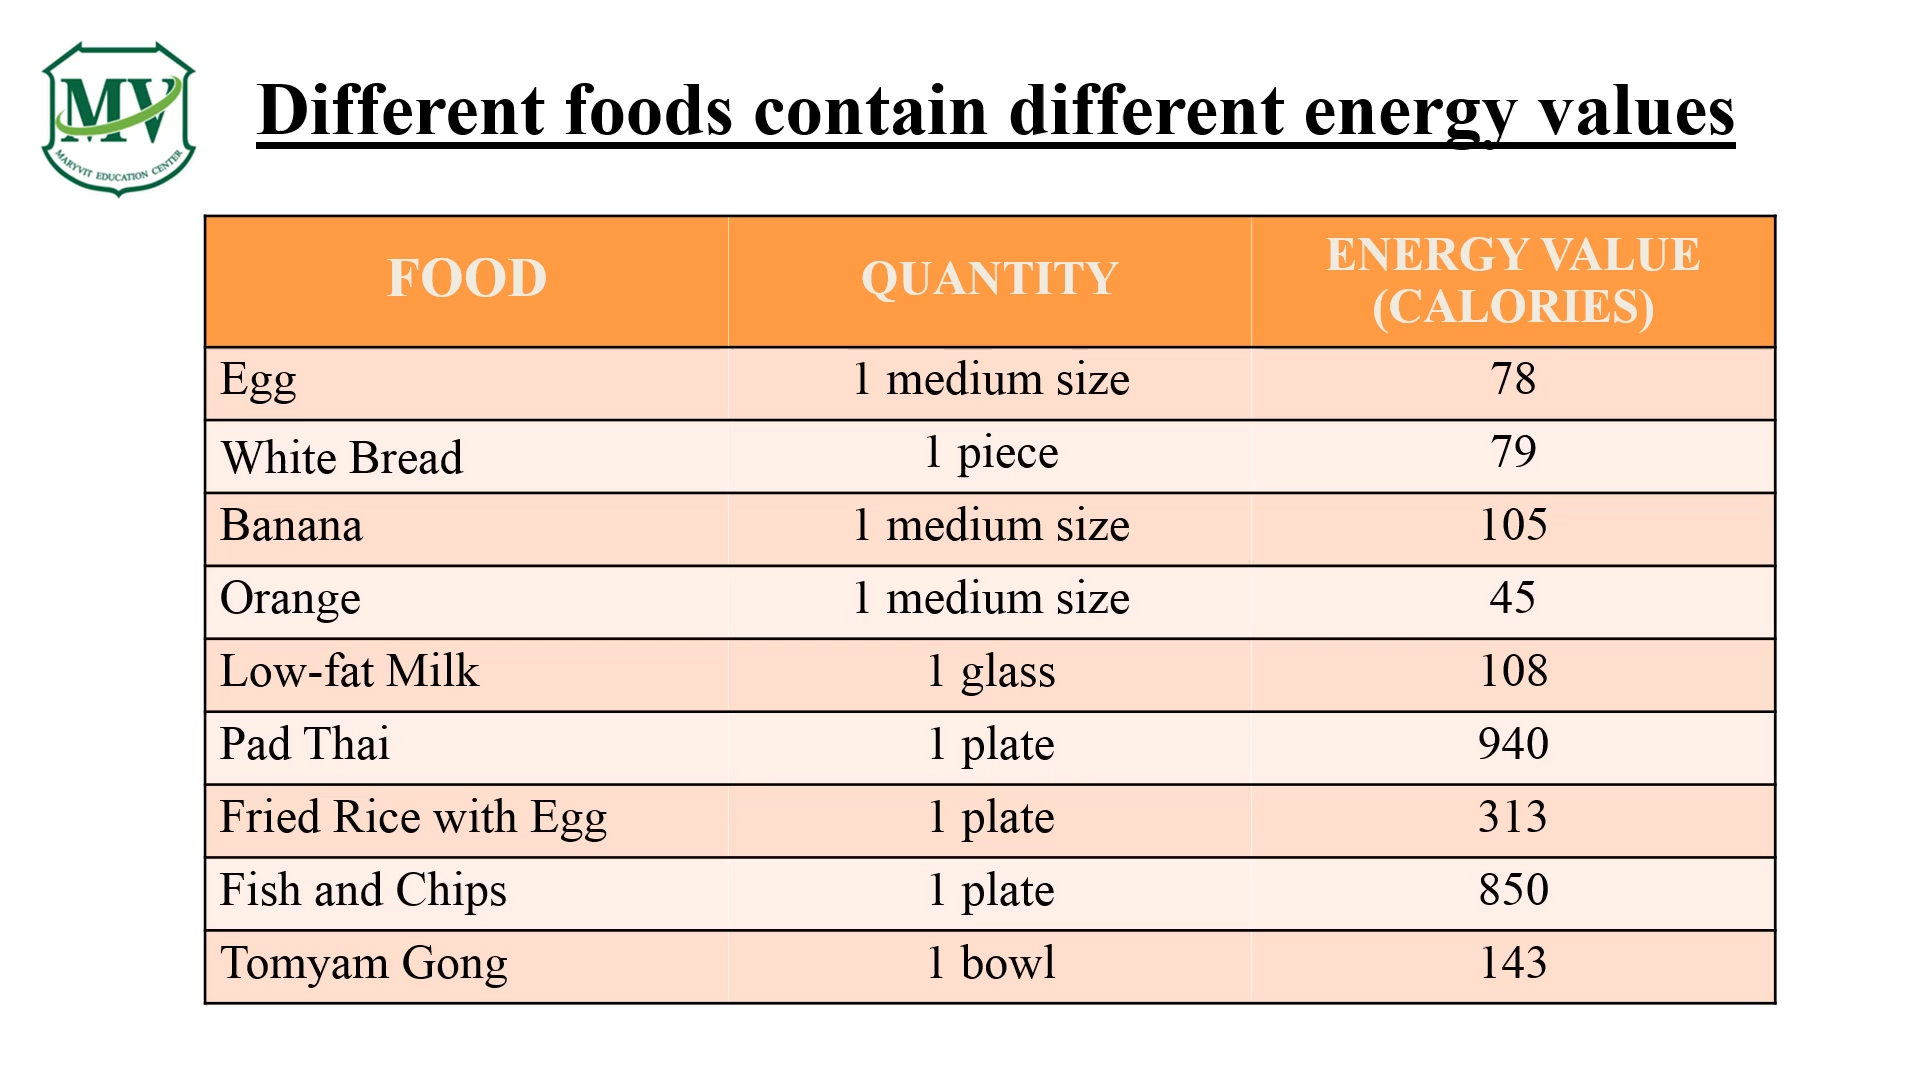 MV
MARYVIT EDUCATION CENTER
Different foods contain different energy values
FOOD QUANTITY ENERGY VALUE (CALORIES)
Egg 1 medium size 78
White Bread 1 piece 79
Banana 1 medium size 105
Orange 1 medium size 45
Low-fat Milk 1 glass 108
Pad Thai 1 plate 940
Fried Rice with Egg 1 plate 313
Fish and Chips 1 plate 850
Tomyam Gong 1 bowl 143